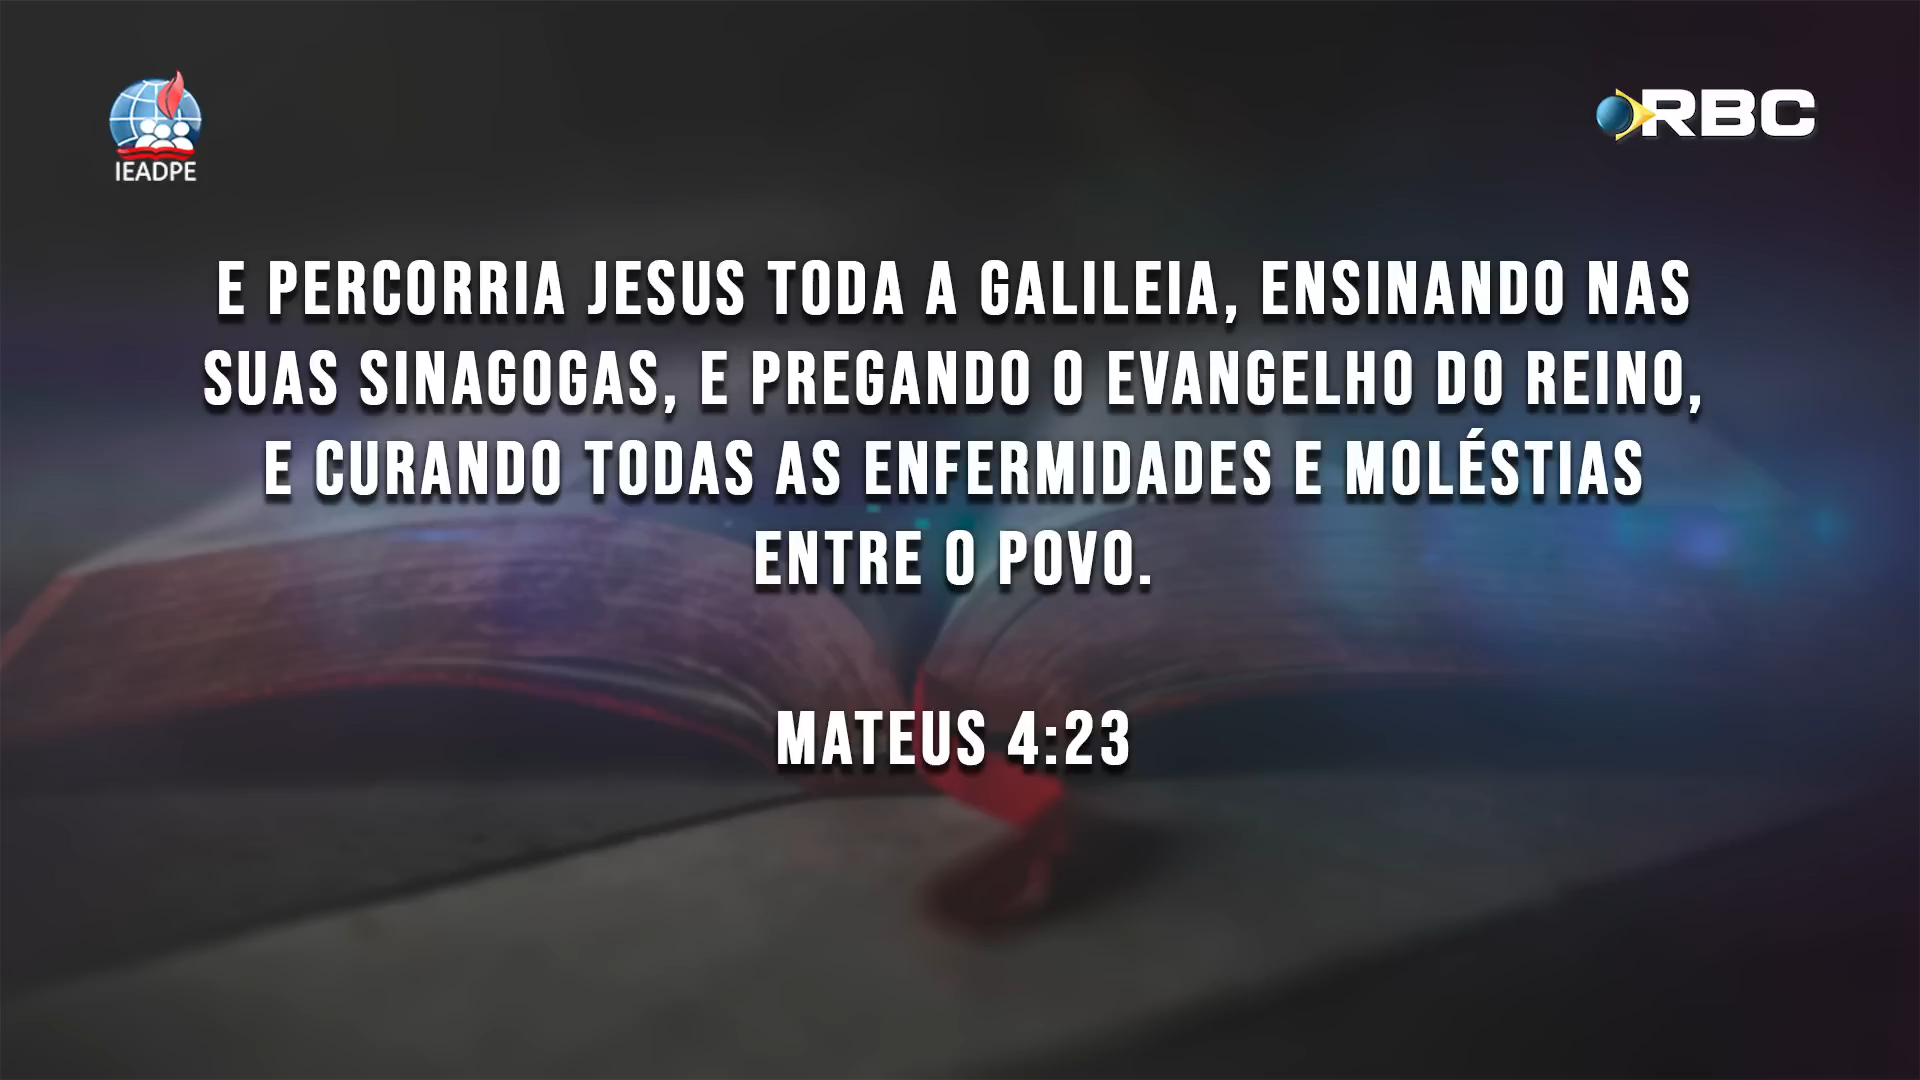 IEADPE
RBC
E PERCORRIA JESUS TODA A GALILEIA, ENSINANDO NAS
SUAS SINAGOGAS, E PREGANDO O EVANGELHO DO REINO,
E CURANDO TODAS AS ENFERMIDADES E MOLÉSTIAS
ENTRE O POVO.
MATEUS 4:23